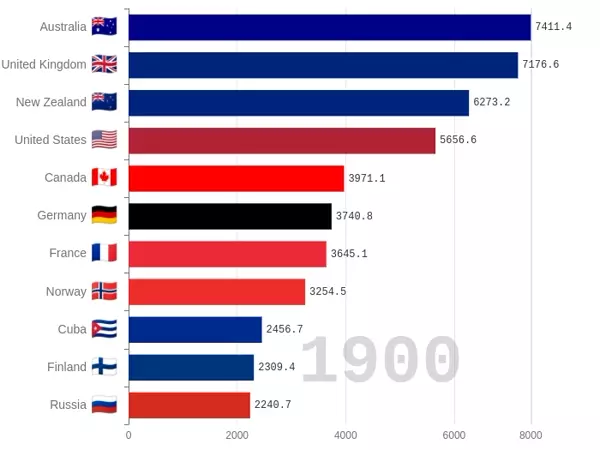 Australia 7411.4
United Kingdom 7176.6
New Zealand 6273.2
United States 5656.6
Canada 3971.1
Germany 3740.8
France 3645.1
Norway 3254.5
Cuba 2456.7
Finland 2309.4
Russia 2240.7
1900
0 2000 4000 6000 8000